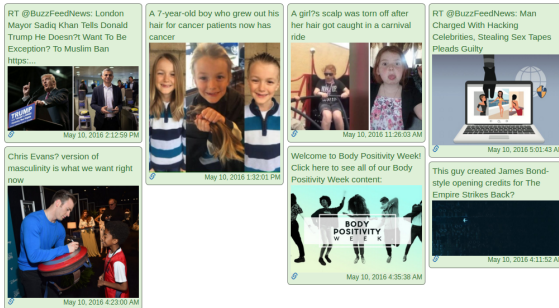 RT @BuzzFeedNews: London
Mayor Sadiq Khan Tells Donald
Trump He Doesn?t Want To Be
Exception? To Muslim Ban
https:...
TRUMP
May 10, 2016 2:12:59 PM
Chris Evans? version of
masculinity is what we want right
now
May 10, 2016 4:23:00 AM
A 7-year-old boy who grew out his
hair for cancer patients now has
cancer
May 10, 2016 1:32:01 PM
A girl?s scalp was torn off after
her hair got caught in a carnival
ride
May 10, 2016 11:26:03 AM
Welcome to Body Positivity Week!
Click here to see all of our Body
Positivity Week content:
BODY
POSITIVITY
WEEK
May 10, 2016 4:35:38 AM
RT @BuzzFeedNews: Man
Charged With Hacking
Celebrities, Stealing Sex Tapes
Pleads Guilty
May 10, 2016 5:01:43 A
This guy created James Bond-
style opening credits for The
Empire Strikes Back?
May 10, 2016 4:11:52 A